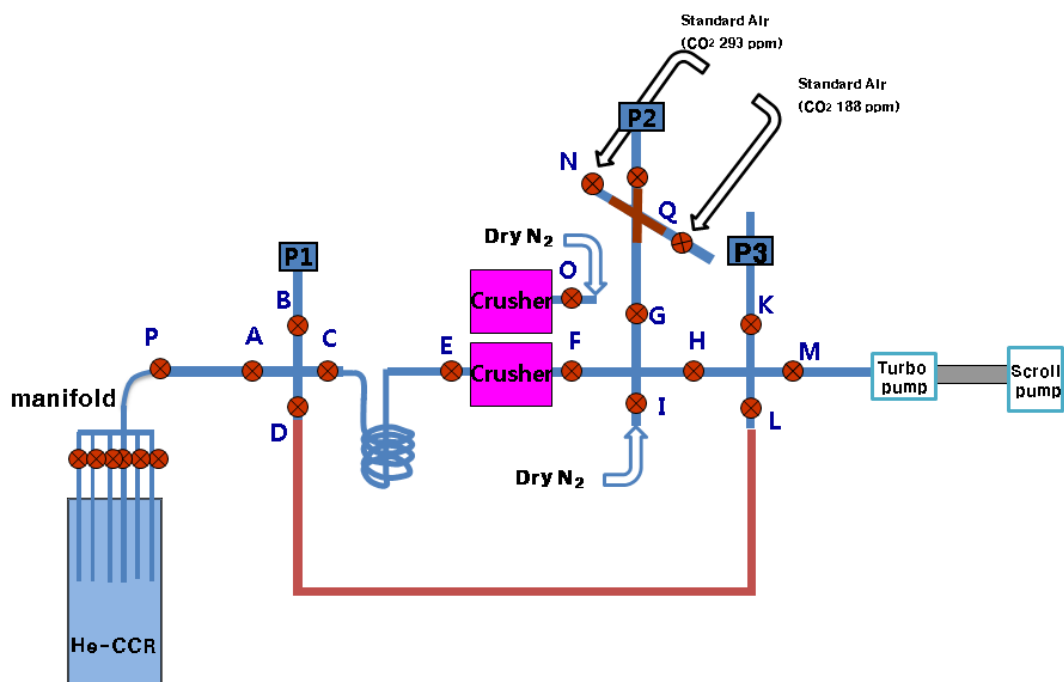 Standard Air
(CO² 293 ppm)
Standard Air
(CO² 188 ppm)
P2
N
Q
Dry N₂
P3
P1
O
B
Crusher
K
G
P
A
C
E
Crusher
F
H
M
Turbo
pump
Scroll
pump
manifold
D
I
L
Dry N₂
He-CCR